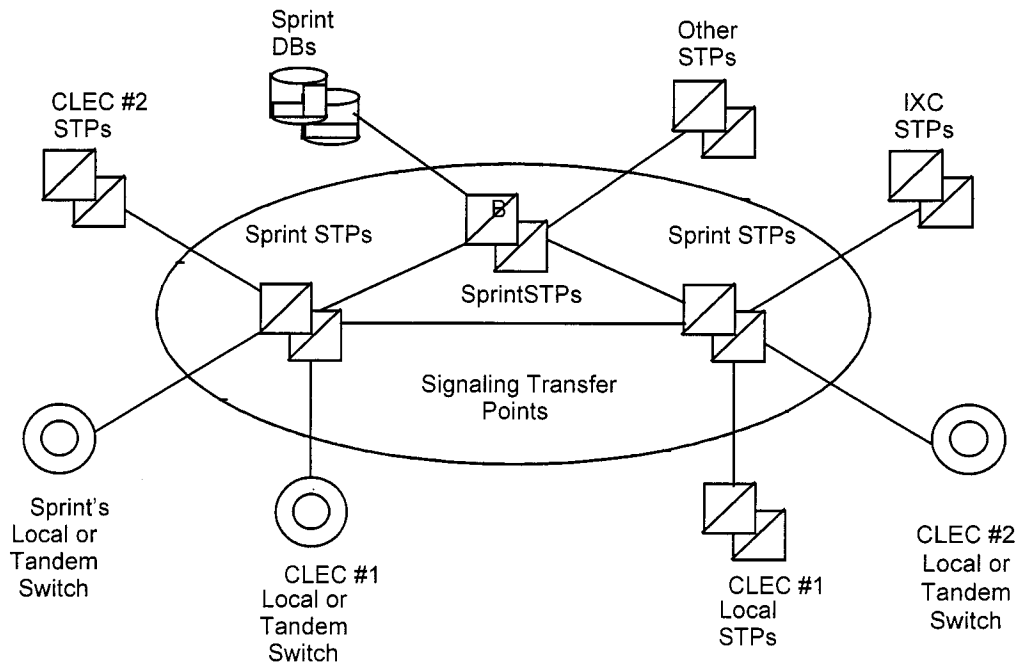 Sprint
DBs
Other
STPs
CLEC #2
STPs
IXC
STPs
B
Sprint STPs
Sprint STPs
SprintSTPs
Signaling Transfer
Points
Sprint's
Local or
Tandem
Switch
CLEC #1
Local or
Tandem
Switch
CLEC #1
Local
STPs
CLEC #2
Local or
Tandem
Switch